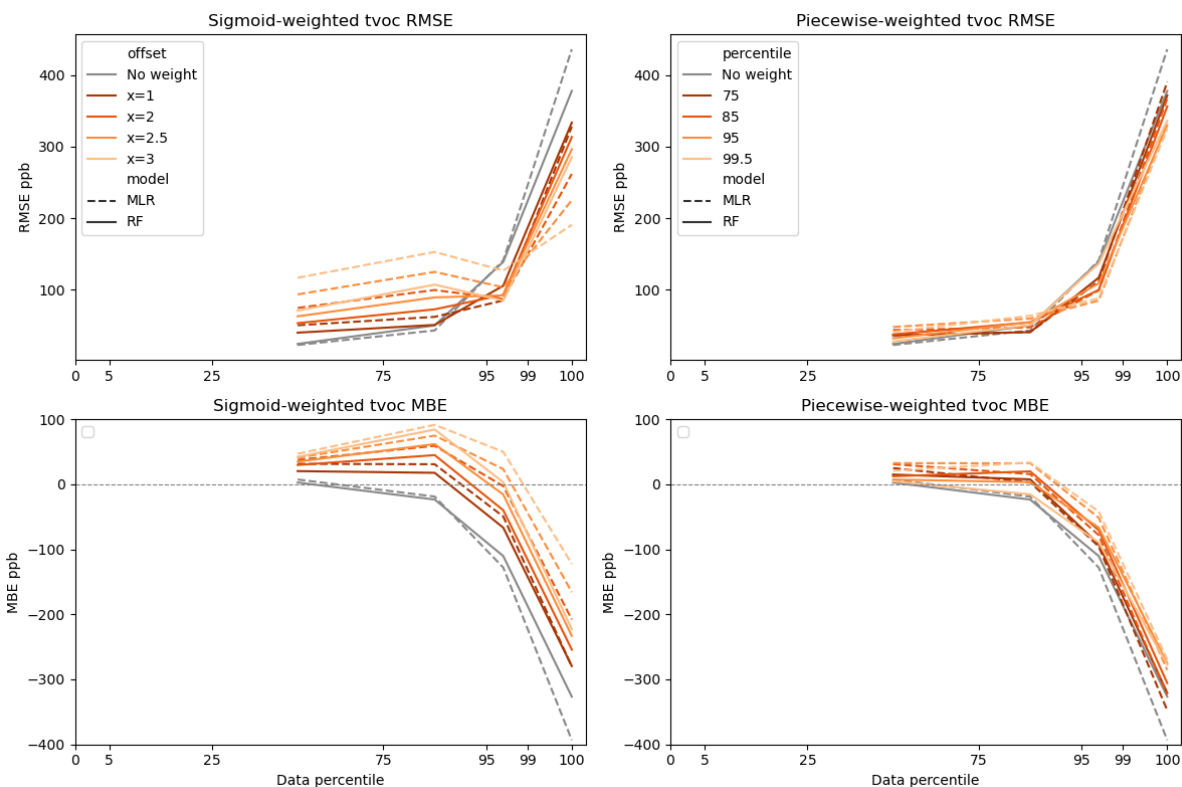 Sigmoid-weighted tvoc RMSE
RMSE ppb
400
300
200
100
offset
No weight
x=1
x=2
x=2.5
x=3
model
MLR
RF
0 5 25 75 95 99 100
Piecewise-weighted tvoc RMSE
RMSE ppb
400
300
200
100
percentile
No weight
75
85
95
99.5
model
MLR
RF
0 5 25 75 95 99 100
Sigmoid-weighted tvoc MBE
MBE ppb
100
0
−100
−200
−300
−400
0 5 25 75 95 99 100
Data percentile
Piecewise-weighted tvoc MBE
MBE ppb
100
0
−100
−200
−300
−400
0 5 25 75 95 99 100
Data percentile